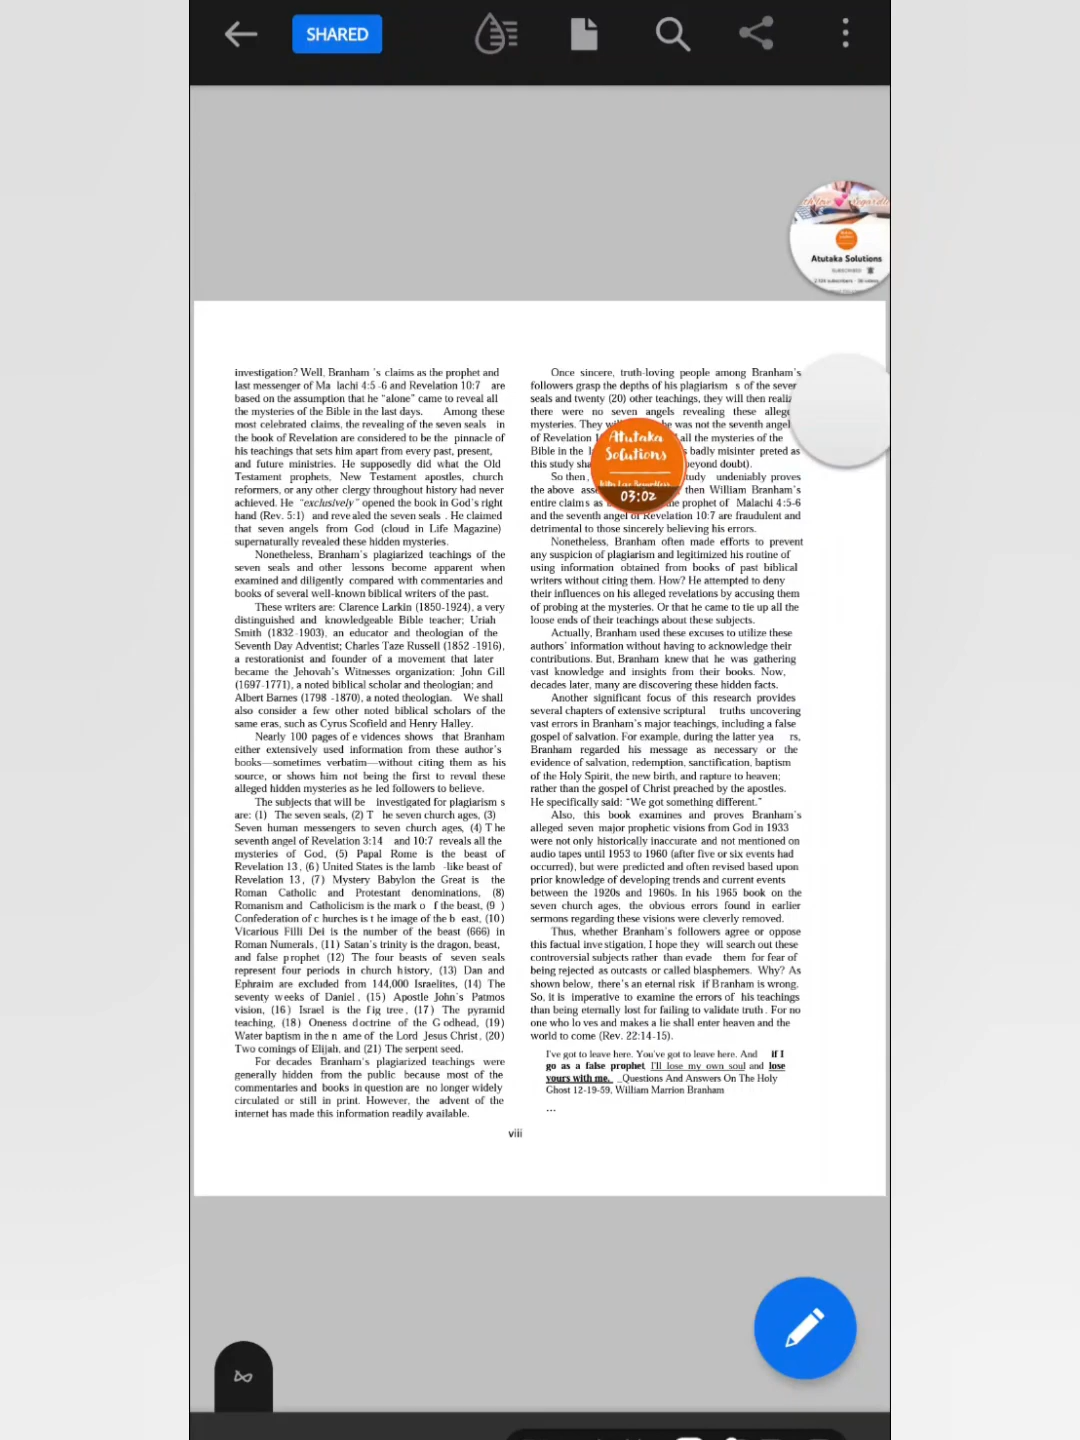 SHARED
Atutaka Solutions
investigation? Well, Branham 's claims as the prophet and
last messenger of Ma lachi 4:5 -6 and Revelation 10:7 are
based on the assumption that he "alone" came to reveal all
the mysteries of the Bible in the last days. Among these
most celebrated claims, the revealing of the seven seals in
the book of Revelation are considered to be the pinnacle of
his teachings that sets him apart from every past, present,
and future ministries. He supposedly did what the Old
Testament prophets, New Testament apostles, church
reformers, or any other clergy throughout history had never
achieved. He "exclusively" opened the book in God's right
hand (Rev. 5:1) and reve aled the seven seals . He claimed
that seven angels from God (cloud in Life Magazine)
supernaturally revealed these hidden mysteries.
Nonetheless, Branham's plagiarized teachings of the
seven seals and other lessons become apparent when
examined and diligently compared with commentaries and
books of several well-known biblical writers of the past.
These writers are: Clarence Larkin (1850-1924), a very
distinguished and knowledgeable Bible teacher; Uriah
Smith (1832 -1903), an educator and theologian of the
Seventh Day Adventist; Charles Taze Russell (1852 -1916),
a restorationist and founder of a movement that later
became the Jehovah's Witnesses organization; John Gill
(1697-1771), a noted biblical scholar and theologian; and
Albert Barnes (1798 -1870), a noted theologian. We shall
also consider a few other noted biblical scholars of the
same eras, such as Cyrus Scofield and Henry Halley.
Nearly 100 pages of e vidences shows that Branham
either extensively used information from these author's
books—sometimes verbatim—without citing them as his
source, or shows him not being the first to reveal these
alleged hidden mysteries as he led followers to believe.
The subjects that will be investigated for plagiarism s
are: (1) The seven seals, (2) T he seven church ages, (3)
Seven human messengers to seven church ages, (4) T he
seventh angel of Revelation 3:14 and 10:7 reveals all the
mysteries of God, (5) Papal Rome is the beast of
Revelation 13 , (6) United States is the lamb -like beast of
Revelation 13 , (7) Mystery Babylon the Great is the
Roman Catholic and Protestant denominations, (8)
Romanism and Catholicism is the mark o f the beast, (9 )
Confederation of c hurches is t he image of the b east, (10)
Vicarious Filli Dei is the number of the beast (666) in
Roman Numerals, (11) Satan's trinity is the dragon, beast,
and false p rophet (12) The four beasts of seven seals
represent four periods in church h istory, (13) Dan and
Ephraim are excluded from 144,000 Israelites, (14) The
seventy w eeks of Daniel , (15) Apostle John's Patmos
vision, (16) Israel is the f ig tree , (17) The pyramid
teaching, (18) Oneness d octrine of the G odhead, (19)
Water baptism in the n ame of the Lord Jesus Christ , (20)
Two comings of Elijah, and (21) The serpent seed.
For decades Branham's plagiarized teachings were
generally hidden from the public because most of the
commentaries and books in question are no longer widely
circulated or still in print. However, the advent of the
internet has made this information readily available.
Once sincere, truth-loving people among Branham's
followers grasp the depths of his plagiarism s of the seven
seals and twenty (20) other teachings, they will then
there were no seven angels revealing these
mysteries. They he was not the seventh angel
of Revelation all the mysteries of the
Bible in the badly misinter preted as
this study beyond doubt).
So then, undeniably proves
the above then William Branham's
entire claim s as prophet of Malachi 4:5-6
and the seventh angel of Revelation 10:7 are fraudulent and
detrimental to those sincerely believing his errors.
Atutaka
Solutions
03:02
Nonetheless, Branham often made efforts to prevent
any suspicion of plagiarism and legitimized his routine of
using information obtained from books of past biblical
writers without citing them. How? He attempted to deny
their influences on his alleged revelations by accusing them
of probing at the mysteries. Or that he came to tie up all the
loose ends of their teachings about these subjects.
Actually, Branham used these excuses to utilize these
authors' information without having to acknowledge their
contributions. But, Branham knew that he was gathering
vast knowledge and insights from their books. Now,
decades later, many are discovering these hidden facts.
Another significant focus of this research provides
several chapters of extensive scriptural truths uncovering
vast errors in Branham's major teachings, including a false
gospel of salvation. For example, during the latter yea rs,
Branham regarded his message as necessary or the
evidence of salvation, redemption, sanctification, baptism
of the Holy Spirit, the new birth, and rapture to heaven;
rather than the gospel of Christ preached by the apostles.
He specifically said: "We got something different."
Also, this book examines and proves Branham's
alleged seven major prophetic visions from God in 1933
were not only historically inaccurate and not mentioned on
audio tapes until 1953 to 1960 (after five or six events had
occurred), but were predicted and often revised based upon
prior knowledge of developing trends and current events
between the 1920s and 1960s. In his 1965 book on the
seven church ages, the obvious errors found in earlier
sermons regarding these visions were cleverly removed.
Thus, whether Branham's followers agree or oppose
this factual inve stigation, I hope they will search out these
controversial subjects rather than evade them for fear of
being rejected as outcasts or called blasphemers. Why? As
shown below, there's an eternal risk if B ranham is wrong.
So, it is imperative to examine the errors of his teachings
than being eternally lost for failing to validate truth . For no
one who lo ves and makes a lie shall enter heaven and the
world to come (Rev. 22:14-15).
I've got to leave here. You've got to leave here. And If I
go as a false prophet, I'll lose my own soul and lose
yours with me. _Questions And Answers On The Holy
Ghost 12-19-59, William Marrion Branham
...
viii